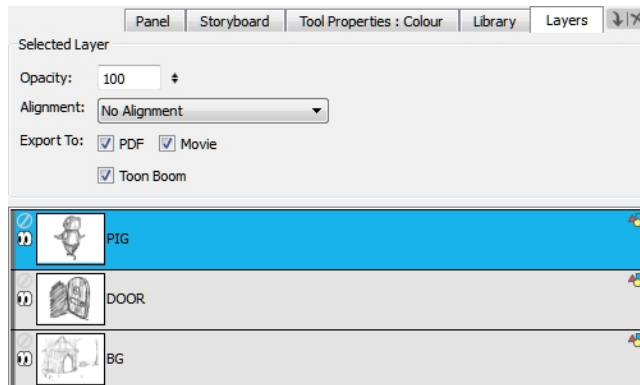 Panel Storyboard Tool Properties : Colour Library Layers
Selected Layer
Opacity: 100
Alignment: No Alignment
Export To: PDF Movie
Toon Boom
PIG
DOOR
BG